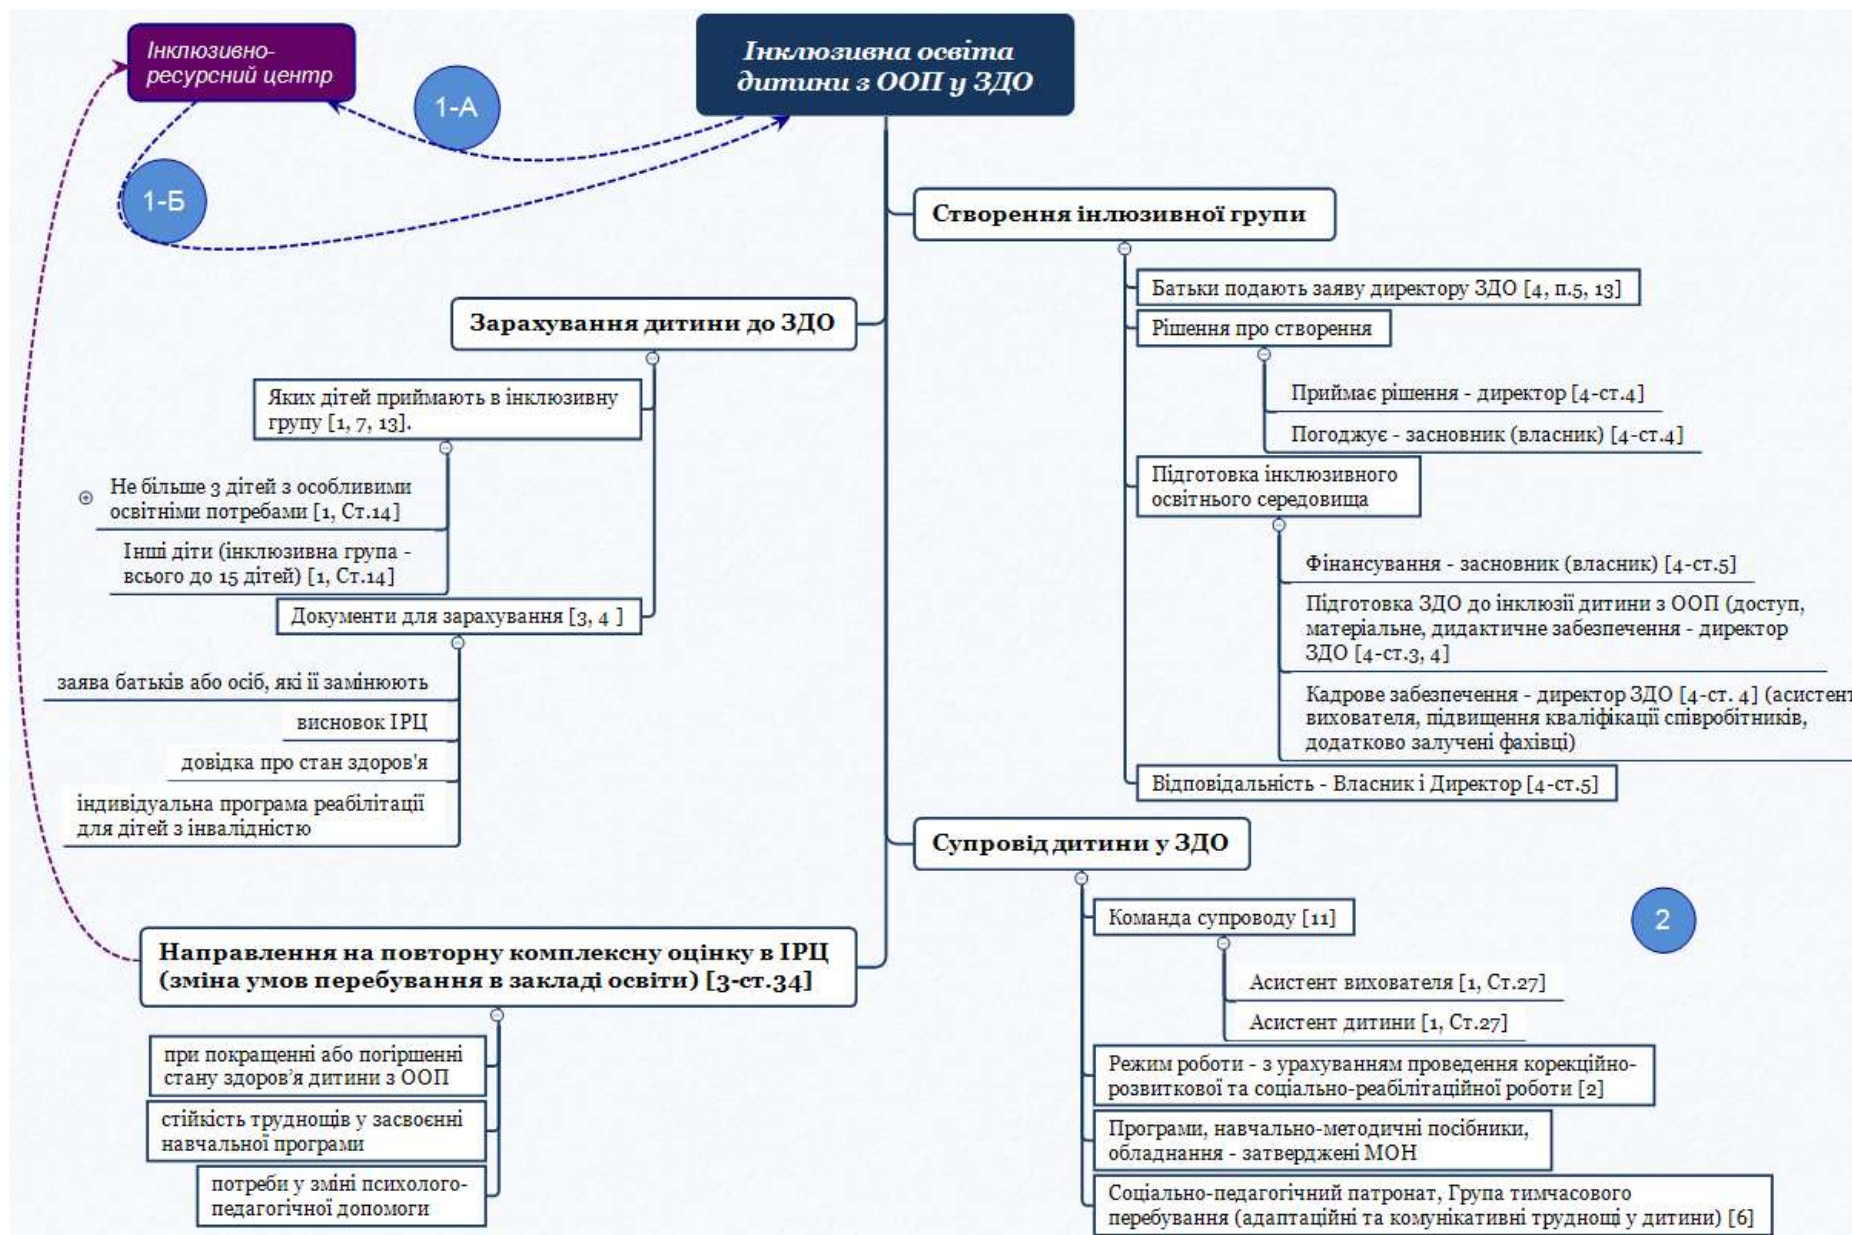 Інклюзивно-
ресурсний центр
Інклюзивна освіта
дитини з ООП у ЗДО
1-А
1-Б
Створення інлюзивної групи
Батьки подають заяву директору ЗДО [4, п.5, 13]
Рішення про створення
Приймає рішення - директор [4-ст.4]
Погоджує - засновник (власник) [4-ст.4]
Підготовка інклюзивного
освітнього середовища
Фінансування - засновник (власник) [4-ст.5]
Підготовка ЗДО до інклюзії дитини з ООП (доступ,
матеріальне, дидактичне забезпечення - директор
ЗДО [4-ст.3, 4]
Кадрове забезпечення - директор ЗДО [4-ст. 4] (асистент
вихователя, підвищення кваліфікації співробітників,
додатково залучені фахівці)
Відповідальність - Власник і Директор [4-ст.5]
Зарахування дитини до ЗДО
Яких дітей приймають в інклюзивну
групу [1, 7, 13].
Не більше 3 дітей з особливими
освітніми потребами [1, Ст.14]
Інші діти (інклюзивна група -
всього до 15 дітей) [1, Ст.14]
Документи для зарахування [3, 4 ]
заява батьків або осіб, які її замінюють
висновок ІРЦ
довідка про стан здоров'я
індивідуальна програма реабілітації
для дітей з інвалідністю
Супровід дитини у ЗДО
2
Команда супроводу [11]
Асистент вихователя [1, Ст.27]
Асистент дитини [1, Ст.27]
Режим роботи - з урахуванням проведення корекційно-
розвиткової та соціально-реабілітаційної роботи [2]
Програми, навчально-методичні посібники,
обладнання - затверджені МОН
Соціально-педагогічний патронат, Група тимчасового
перебування (адаптаційні та комунікативні труднощі у дитини) [6]
Направлення на повторну комплексну оцінку в ІРЦ
(зміна умов перебування в закладі освіти) [3-ст.34]
при покращенні або погіршенні
стану здоров’я дитини з ООП
стійкість труднощів у засвоєнні
навчальної програми
потреби у зміні психолого-
педагогічної допомоги